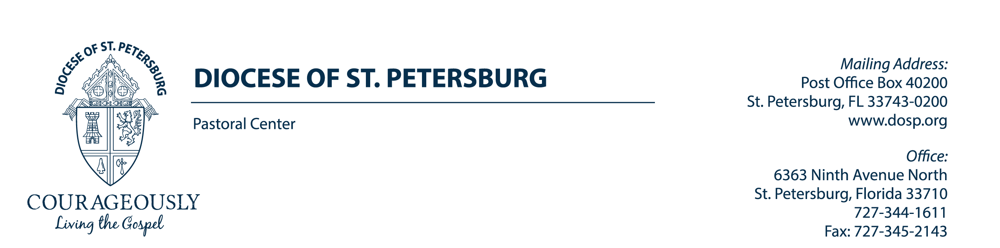 DIOCESE OF ST. PETERSBURG
COURAGEOUSLY
Living the Gospel
DIOCESE OF ST. PETERSBURG
Pastoral Center
Mailing Address:
Post Office Box 40200
St. Petersburg, FL 33743-0200
www.dosp.org
Office:
6363 Ninth Avenue North
St. Petersburg, Florida 33710
727-344-1611
Fax: 727-345-2143